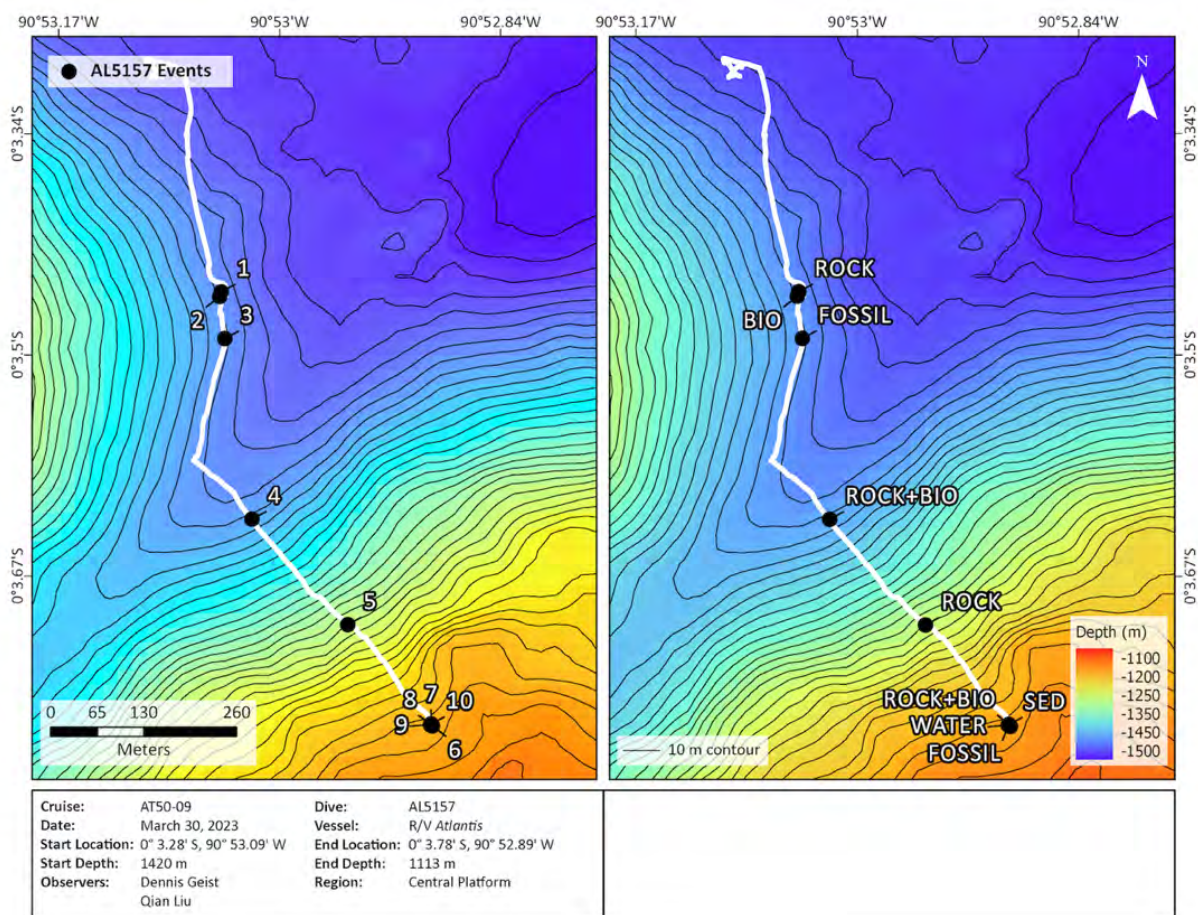 90°53.17'W 90°53'W 90°52.84'W 90°53.17'W 90°53'W 90°52.84'W
AL5157 Events
N
0°3.34'S
0°3.34'S
1
2
3
ROCK
BIO
FOSSIL
0°3.5'S
0°3.5'S
4
ROCK+BIO
0°3.67'S
0°3.67'S
5
ROCK
8 7 10
9
6
ROCK+BIO
SED
WATER
FOSSIL
0 65 130 260
Meters
10 m contour
Depth (m)
-1100
-1200
-1250
-1350
-1450
-1500
Cruise: AT50-09 Dive: AL5157
Date: March 30, 2023 Vessel: R/V Atlantis
Start Location: 0° 3.28' S, 90° 53.09' W End Location: 0° 3.78' S, 90° 52.89' W
Start Depth: 1420 m End Depth: 1113 m
Observers: Dennis Geist Region: Central Platform
Qian Liu